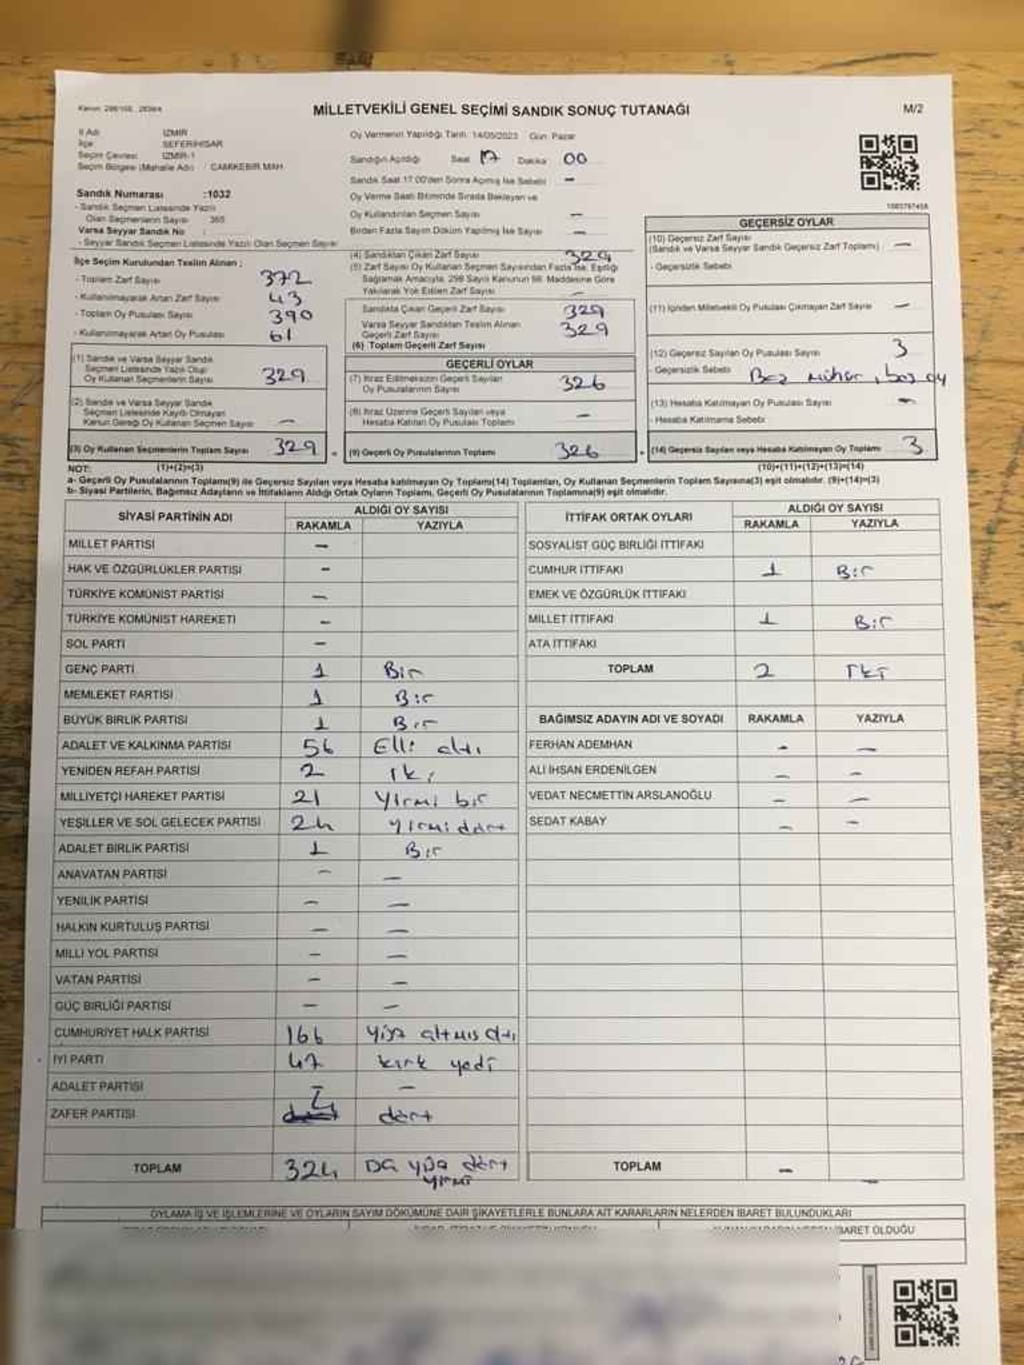 MİLLETVEKİLİ GENEL SEÇİMİ SANDIK SONUÇ TUTANAĞI
M/2
İl Adı İZMİR
İlçe SEFERİHİSAR
Seçim Çevresi İZMİR-1
Seçim Bölgesi (Mahalle Adı) CAMİKEBİR MAH.
Sandık Numarası :1032
- Sandık Seçmen Listesinde Yazılı
Olan Seçmenlerin Sayısı 365
Varsa Seyyar Sandık No
- Seyyar Sandık Seçmen Listesinde Yazılı Olan Seçmen Sayısı
Oy Vermenin Yapıldığı Tarih: 14/05/2023 Gün: Pazar
Sandığın Açıldığı Saat 17 Dakika 00
Sandık Saat 17:00'den Sonra Açılmış İse Sebebi –
Oy Verme Saati Bitiminde Sırada Bekleyen ve
Oy Kullandırılan Seçmen Sayısı –
Birden Fazla Sayım Döküm Yapılmış İse Sayısı –
İlçe Seçim Kurulundan Teslim Alınan ;
- Toplam Zarf Sayısı 372
- Kullanılmayarak Artan Zarf Sayısı 43
- Toplam Oy Pusulası Sayısı 390
- Kullanılmayarak Artan Oy Pusulası 61
(1) Sandık ve Varsa Seyyar Sandık
Seçmen Listesinde Yazılı Olup
Oy Kullanan Seçmenlerin Sayısı 329
(2) Sandık ve Varsa Seyyar Sandık
Seçmen Listesinde Kayıtlı Olmayan
Kanun Gereği Oy Kullanan Seçmen Sayısı –
(3) Oy Kullanan Seçmenlerin Toplam Sayısı 329
(4) Sandıktan Çıkan Zarf Sayısı 329
(5) Zarf Sayısı Oy Kullanan Seçmen Sayısından Fazla İse, Eşitliği
Sağlamak Amacıyla, 298 Sayılı Kanunun 98. Maddesine Göre
Yakılarak Yok Edilen Zarf Sayısı –
Sandıkta Çıkan Geçerli Zarf Sayısı 329
Varsa Seyyar Sandıktan Teslim Alınan
Geçerli Zarf Sayısı 329
(6) Toplam Geçerli Zarf Sayısı
GEÇERLİ OYLAR
(7) İtiraz Edilmeksizin Geçerli Sayılan
Oy Pusulalarının Sayısı 326
(8) İtiraz Üzerine Geçerli Sayılan veya
Hesaba Katılan Oy Pusulası Toplamı –
(9) Geçerli Oy Pusulalarının Toplamı 326
GEÇERSİZ OYLAR
(10) Geçersiz Zarf Sayısı
(Sandık ve Varsa Seyyar Sandık Geçersiz Zarf Toplamı) –
- Geçersizlik Sebebi
(11) İçinden Milletvekili Oy Pusulası Çıkmayan Zarf Sayısı –
(12) Geçersiz Sayılan Oy Pusulası Sayısı 3
- Geçersizlik Sebebi Bez mühür, boş oy
(13) Hesaba Katılmayan Oy Pusulası Sayısı –
- Hesaba Katılmama Sebebi
(14) Geçersiz Sayılan veya Hesaba Katılmayan Oy Toplamı 3
NOT: (1)+(2)=(3) (10)+(11)+(12)+(13)=(14)
a- Geçerli Oy Pusulalarının Toplamı(9) ile Geçersiz Sayılan veya Hesaba katılmayan Oy Toplamı(14) Toplamları, Oy Kullanan Seçmenlerin Toplam Sayısına(3) eşit olmalıdır. (9)+(14)=(3)
b- Siyasi Partilerin, Bağımsız Adayların ve İttifakların Aldığı Ortak Oyların Toplamı, Geçerli Oy Pusulalarının Toplamına(9) eşit olmalıdır.
SİYASİ PARTİNİN ADI ALDIĞI OY SAYISI
RAKAMLA YAZIYLA
MİLLET PARTİSİ –
HAK VE ÖZGÜRLÜKLER PARTİSİ –
TÜRKİYE KOMÜNİST PARTİSİ –
TÜRKİYE KOMÜNİST HAREKETİ –
SOL PARTİ –
GENÇ PARTİ 1 Bir
MEMLEKET PARTİSİ 1 Bir
BÜYÜK BİRLİK PARTİSİ 1 Bir
ADALET VE KALKINMA PARTİSİ 56 Elli altı
YENİDEN REFAH PARTİSİ 2 İki
MİLLİYETÇİ HAREKET PARTİSİ 21 Yirmi bir
YEŞİLLER VE SOL GELECEK PARTİSİ 24 yirmi dört
ADALET BİRLİK PARTİSİ 1 Bir
ANAVATAN PARTİSİ – –
YENİLİK PARTİSİ – –
HALKIN KURTULUŞ PARTİSİ – –
MİLLİ YOL PARTİSİ – –
VATAN PARTİSİ – –
GÜÇ BİRLİĞİ PARTİSİ – –
CUMHURİYET HALK PARTİSİ 166 Yüz altmış altı
İYİ PARTİ 47 kırk yedi
ADALET PARTİSİ –
ZAFER PARTİSİ 4 dört
TOPLAM 324 yüz dört
yirmi
İTTİFAK ORTAK OYLARI ALDIĞI OY SAYISI
RAKAMLA YAZIYLA
SOSYALİST GÜÇ BİRLİĞİ İTTİFAKI
CUMHUR İTTİFAKI 1 Bir
EMEK VE ÖZGÜRLÜK İTTİFAKI
MİLLET İTTİFAKI 1 Bir
ATA İTTİFAKI
TOPLAM 2 İKİ
BAĞIMSIZ ADAYIN ADI VE SOYADI RAKAMLA YAZIYLA
FERHAN ADEMHAN – –
ALİ İHSAN ERDENİLGEN – –
VEDAT NECMETTİN ARSLANOĞLU – –
SEDAT KABAY – –
TOPLAM – –
OYLAMA İŞ VE İŞLEMLERİNE VE OYLARIN SAYIM DÖKÜMÜNE DAİR ŞİKAYETLERLE BUNLARA AİT KARARLARIN NELERDEN İBARET BULUNDUKLARI
İBARET OLDUĞU